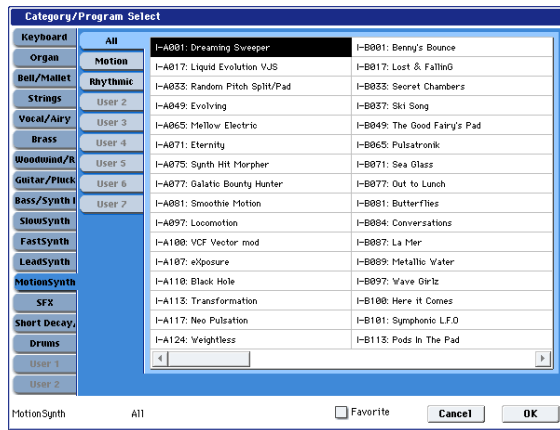 Category/Program Select
Keyboard
Organ
Bell/Mallet
Strings
Vocal/Airy
Brass
Woodwind/R
Guitar/Pluck
Bass/Synth
SlowSynth
FastSynth
LeadSynth
MotionSynth
SFX
Short Decay,
Drums
User 1
User 2
All
Motion
Rhythmic
User 2
User 3
User 4
User 5
User 6
User 7
I-A001: Dreaming Sweeper
I-A017: Liquid Evolution VJS
I-A033: Random Pitch Split/Pad
I-A049: Evolving
I-A065: Mellow Electric
I-A071: Eternity
I-A075: Synth Hit Morpher
I-A077: Galatic Bounty Hunter
I-A081: Smoothie Motion
I-A097: Locomotion
I-A100: VCF Vector mod
I-A107: eXposure
I-A110: Black Hole
I-A113: Transformation
I-A117: Neo Pulsation
I-A124: Weightless
I-B001: Benny's Bounce
I-B017: Lost & FallinG
I-B033: Secret Chambers
I-B037: Ski Song
I-B049: The Good Fairy's Pad
I-B065: Pulsatronik
I-B071: Sea Glass
I-B077: Out to Lunch
I-B081: Butterflies
I-B084: Conversations
I-B087: La Mer
I-B089: Metallic Water
I-B097: Wave Girlz
I-B100: Here it Comes
I-B101: Symphonic L.F.O
I-B113: Pods In The Pad
MotionSynth All Favorite Cancel OK